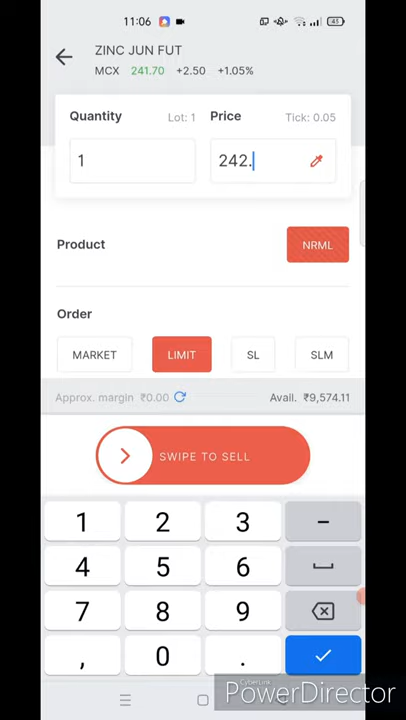 11:06
45
ZINC JUN FUT
MCX 241.70 +2.50 +1.05%
Quantity Lot: 1 Price Tick: 0.05
1 242.
Product NRML
Order
MARKET LIMIT SL SLM
Approx. margin ₹0.00 Avail. ₹9,574.11
SWIPE TO SELL
1 2 3 -
4 5 6
7 8 9
, 0 .
CyberLink
PowerDirector